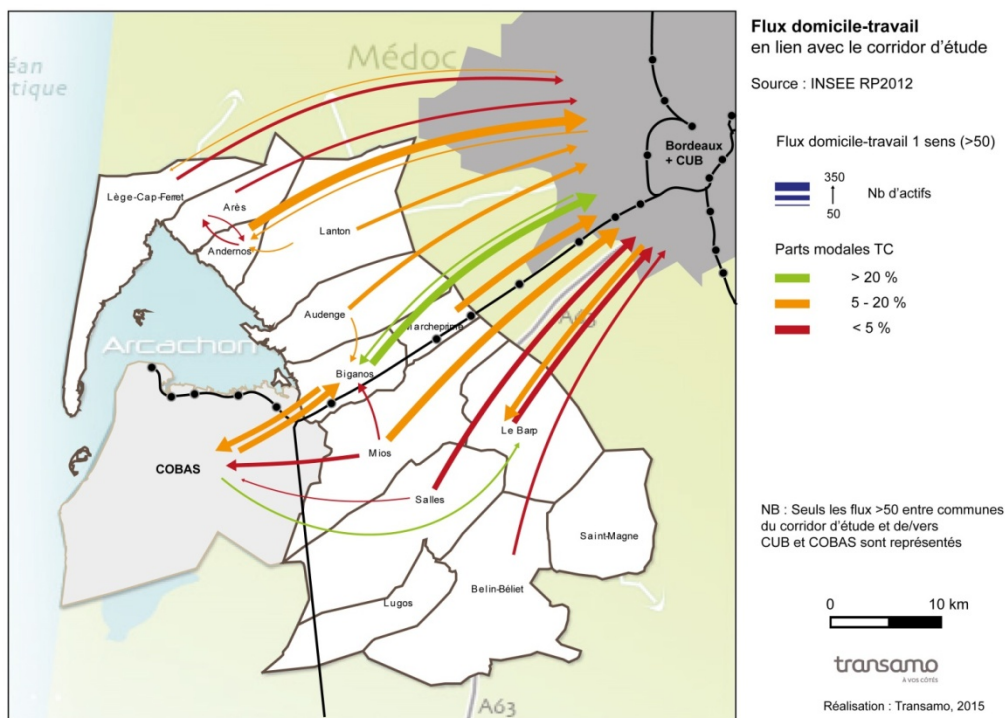 Flux domicile-travail
en lien avec le corridor d'étude
Source : INSEE RP2012
Flux domicile-travail 1 sens (>50)
350
50
Nb d'actifs
Parts modales TC
> 20 %
5 - 20 %
< 5 %
NB : Seuls les flux >50 entre communes
du corridor d'étude et de/vers
CUB et COBAS sont représentés
0 10 km
transamo
À VOS CÔTÉS
Réalisation : Transamo, 2015
éan
tique
Médoc
Bordeaux
+ CUB
Lège-Cap-Ferret
Arès
Andernos
Lanton
Audenge
Marcheprime
A63
Arcachon
Biganos
Le Barp
Mios
COBAS
Salles
Saint-Magne
Belin-Béliet
Lugos
A63